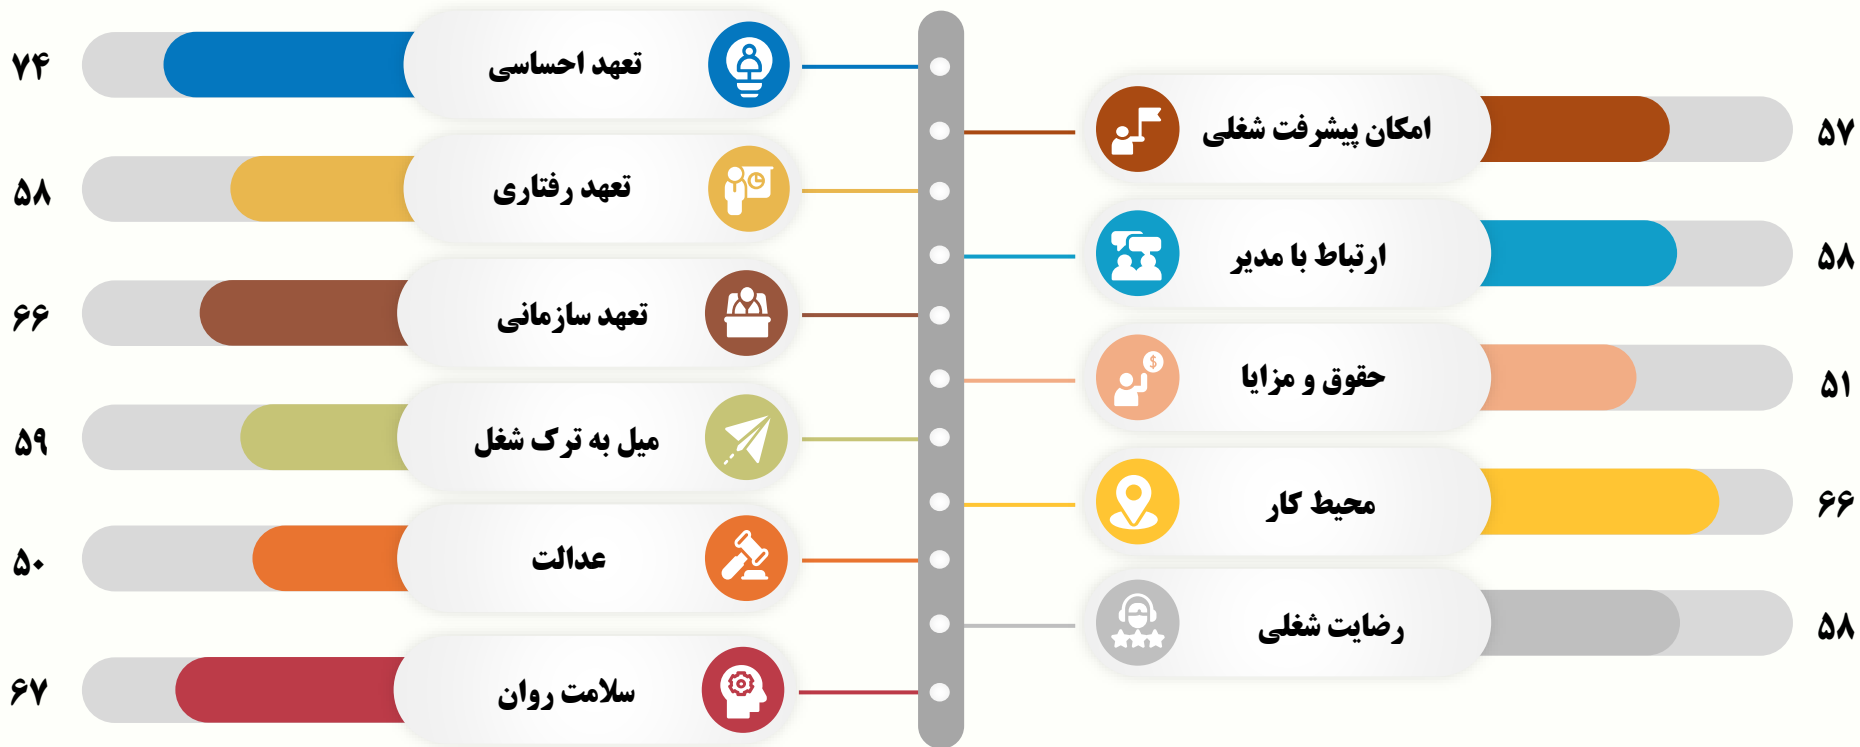 امکان پیشرفت شغلی
۵۷
ارتباط با مدیر
۵۸
حقوق و مزایا
۵۱
محیط کار
۶۶
رضایت شغلی
۵۸
تعهد احساسی
۷۴
تعهد رفتاری
۵۸
تعهد سازمانی
۶۶
میل به ترک شغل
۵۹
عدالت
۵۰
سلامت روان
۶۷
$